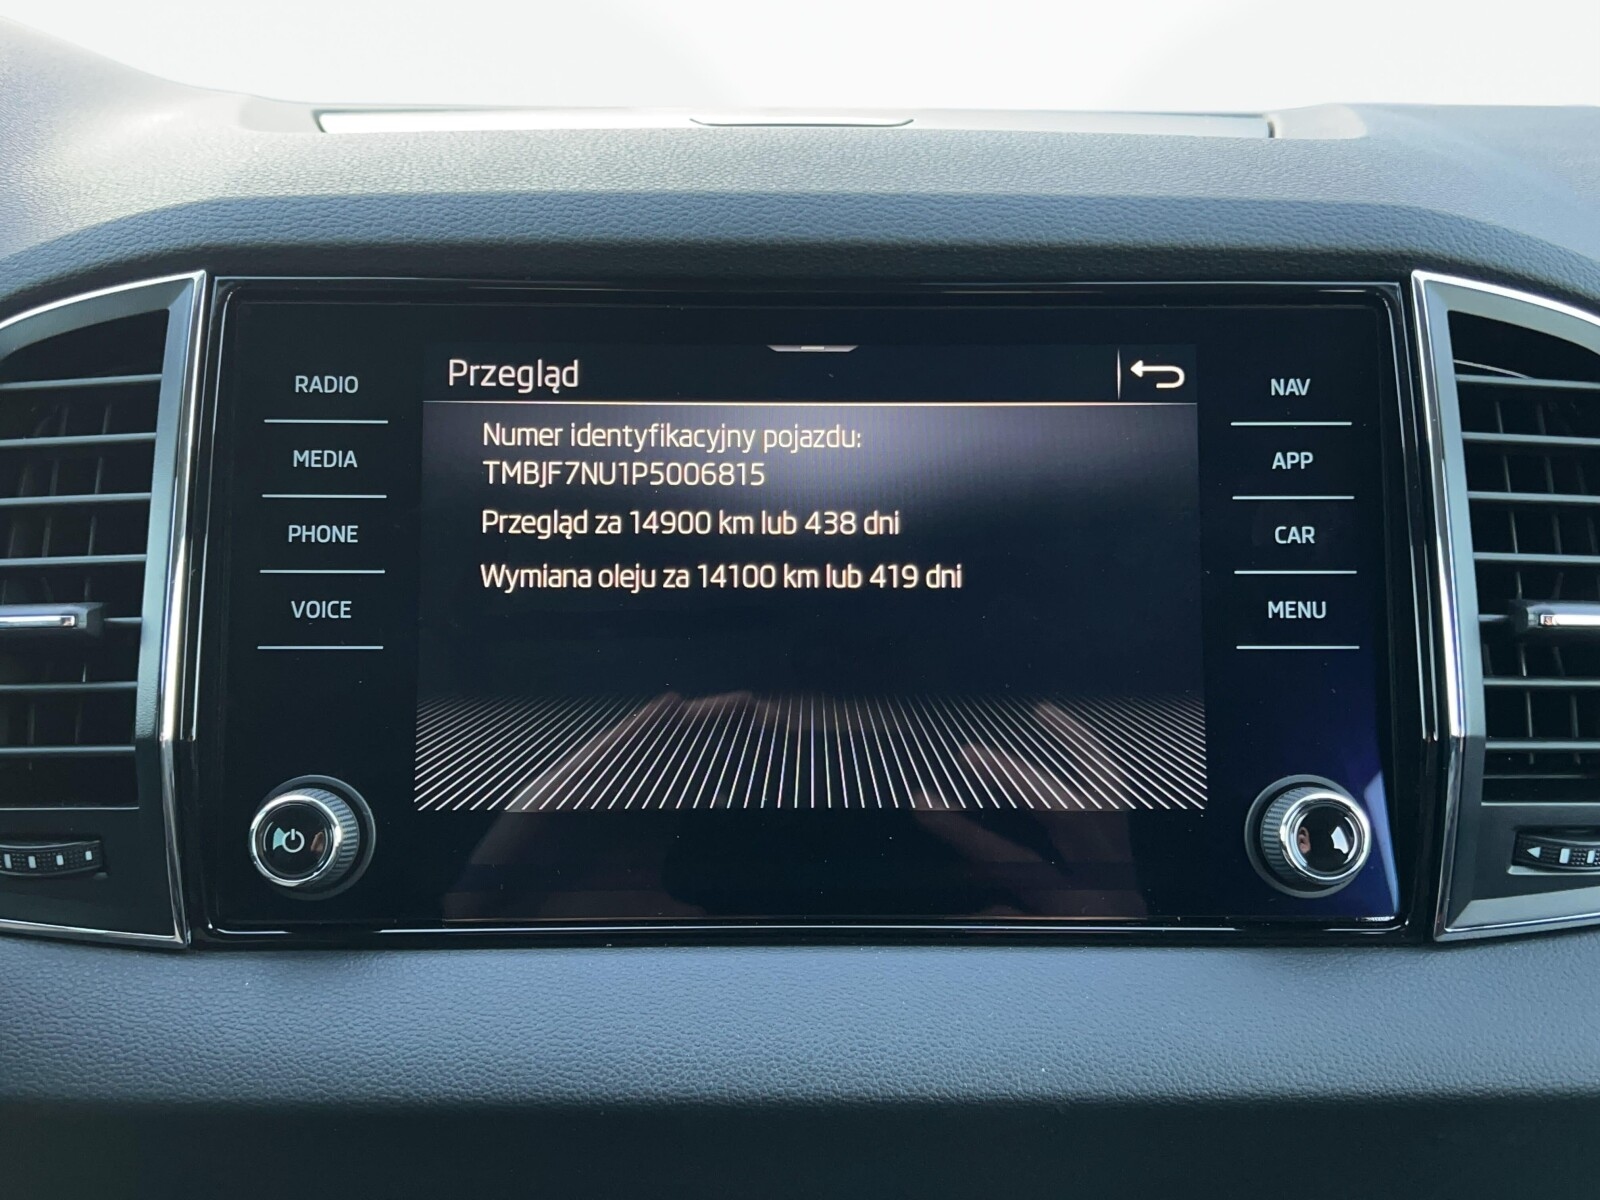 Przegląd
RADIO
MEDIA
PHONE
VOICE
Numer identyfikacyjny pojazdu:
TMBJF7NU1P5006815
Przegląd za 14900 km lub 438 dni
Wymiana oleju za 14100 km lub 419 dni
NAV
APP
CAR
MENU